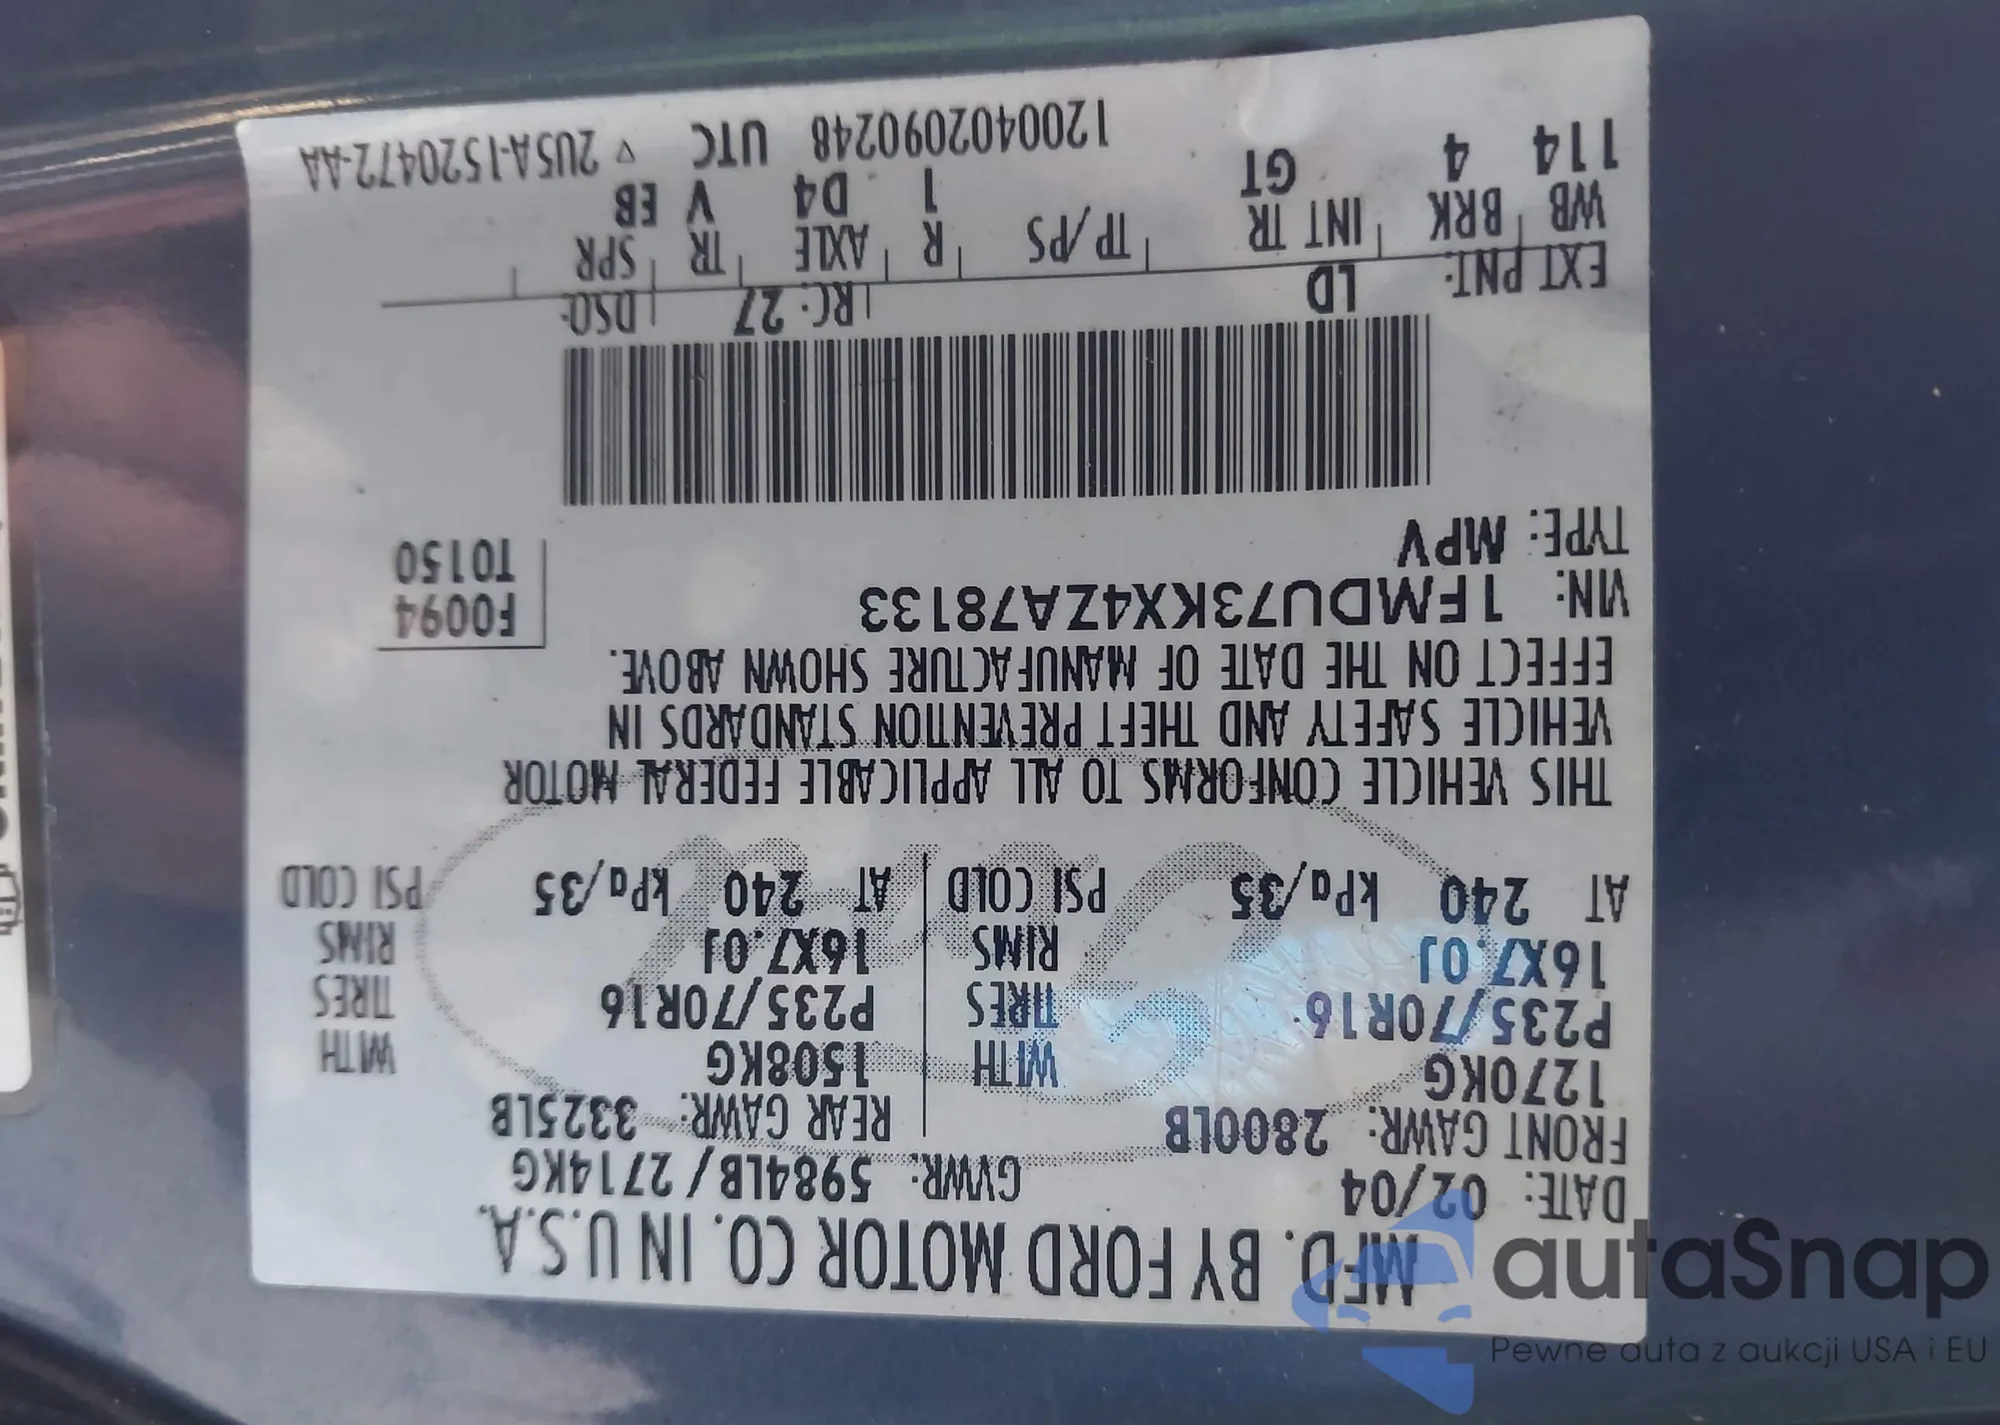 MFD. BY FORD MOTOR CO. IN U.S.A.
DATE: 02/04 GVWR: 5984LB/2714KG
FRONT GAWR: 2800LB REAR GAWR: 3325LB
1270KG WITH 1508KG WITH
P235/70R16 TIRES P235/70R16 TIRES
16X7.0J RIMS 16X7.0J RIMS
AT 240 kPa/35 PSI COLD AT 240 kPa/35 PSI COLD
THIS VEHICLE CONFORMS TO ALL APPLICABLE FEDERAL MOTOR
VEHICLE SAFETY AND THEFT PREVENTION STANDARDS IN
EFFECT ON THE DATE OF MANUFACTURE SHOWN ABOVE.
VIN: 1FMDU73KX4ZA78133 F0094
TYPE: MPV T0150
EXT PNT: LD RC: 27 DSO:
WB BRK INT TR TP/PS R AXLE TR SPR
114 4 GT 1 D4 V EB
12004020902​48 UTC ▽ 2U5A-1520472-AA
autaSnap
Pewne auta z aukcji USA i EU